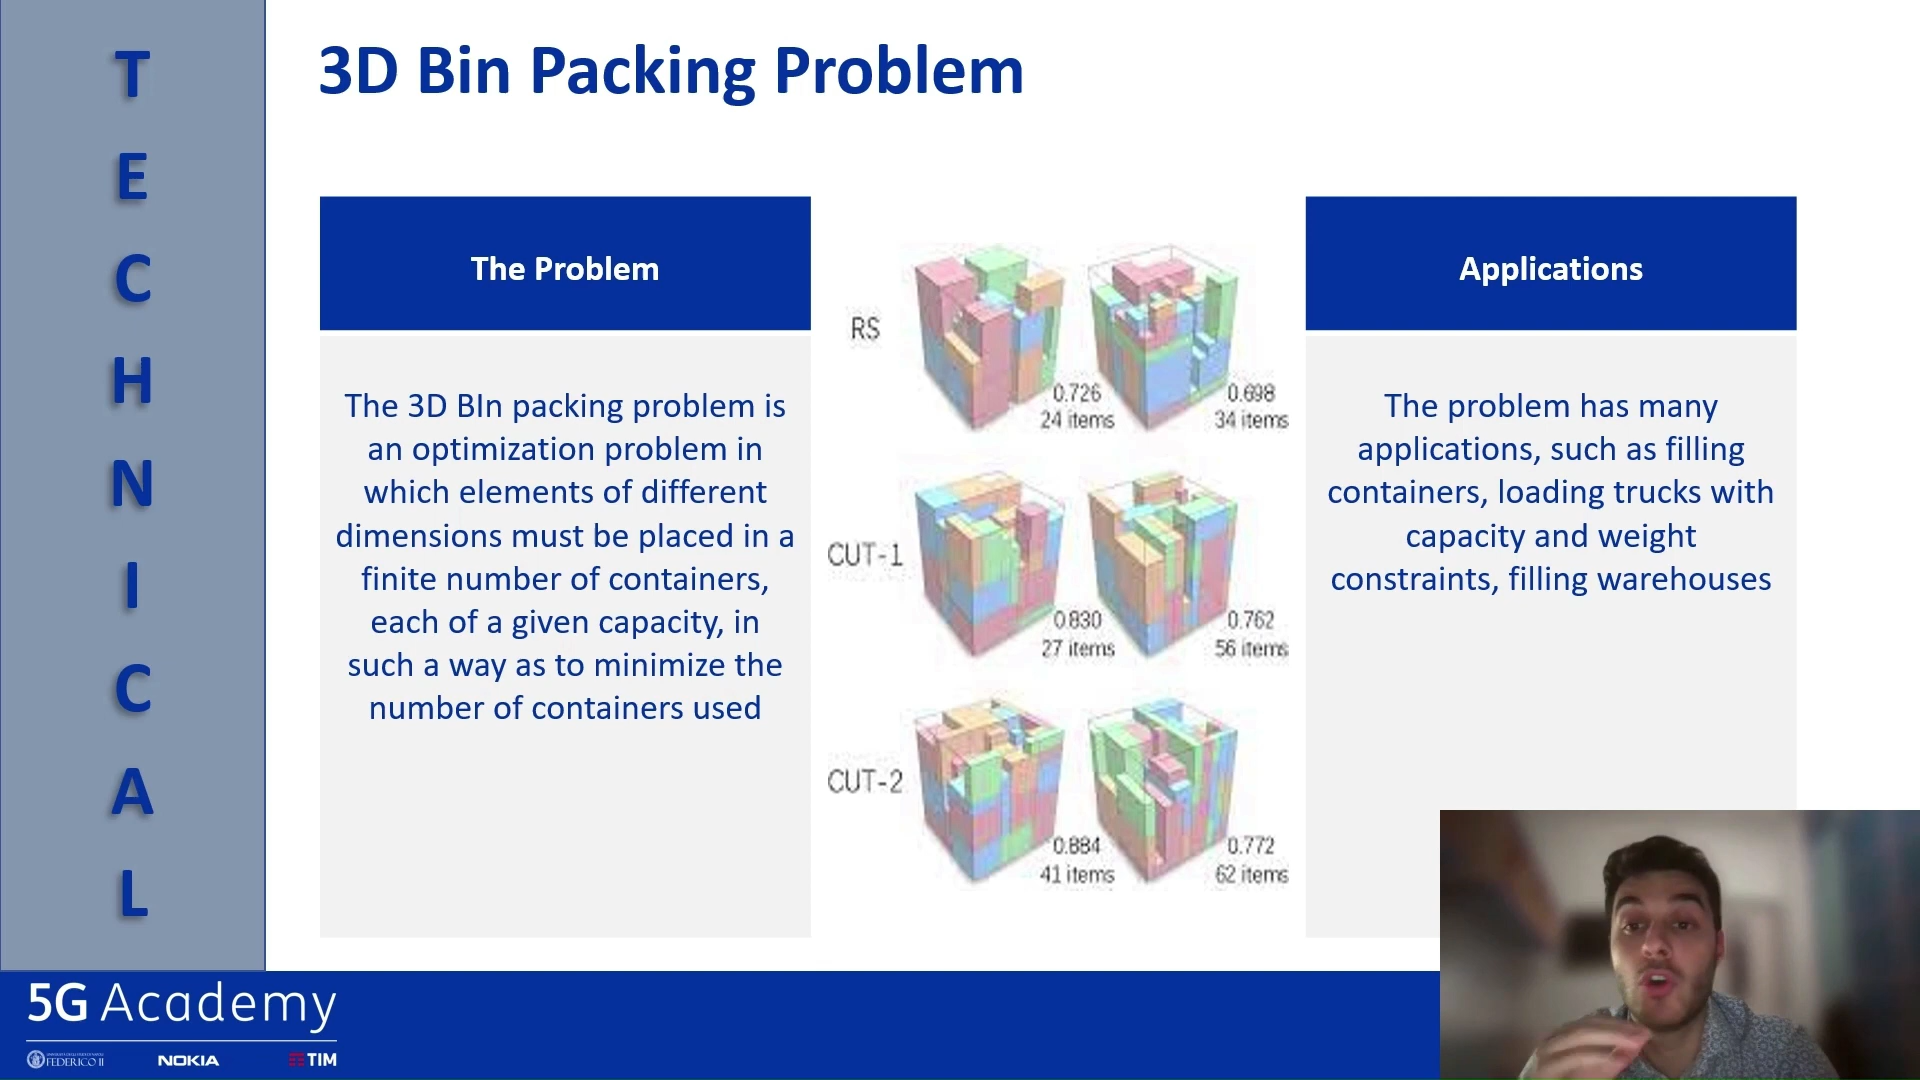 T
E
C
H
N
I
C
A
L
3D Bin Packing Problem
The Problem
The 3D BIn packing problem is
an optimization problem in
which elements of different
dimensions must be placed in a
finite number of containers,
each of a given capacity, in
such a way as to minimize the
number of containers used
RS
0.726
24 items
0.698
34 items
CUT-1
0.830
27 items
0.762
56 items
CUT-2
0.884
41 items
0.772
62 items
Applications
The problem has many
applications, such as filling
containers, loading trucks with
capacity and weight
constraints, filling warehouses
5G Academy
FEDERICO II
NOKIA
TIM